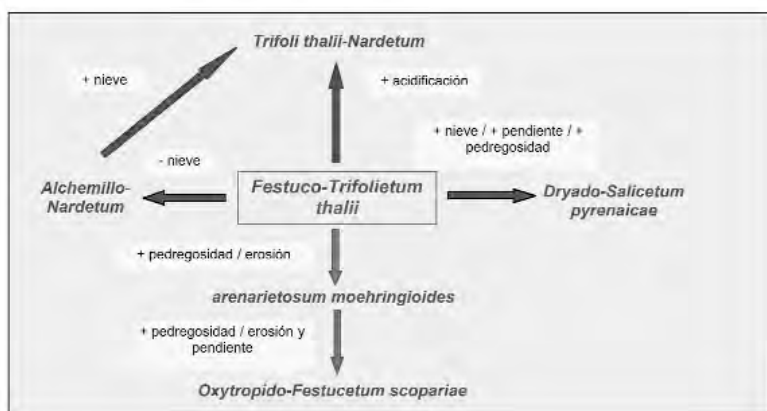 Trifoli thalii-Nardetum
+ nieve
+ acidificación
+ nieve / + pendiente / +
pedregosidad
- nieve
Alchemillo-
Nardetum
Festuco-Trifolietum
thalii
Dryado-Salicetum
pyrenaicae
+ pedregosidad / erosión
arenarietosum moehringioides
+ pedregosidad / erosión y
pendiente
Oxytropido-Festucetum scopariae